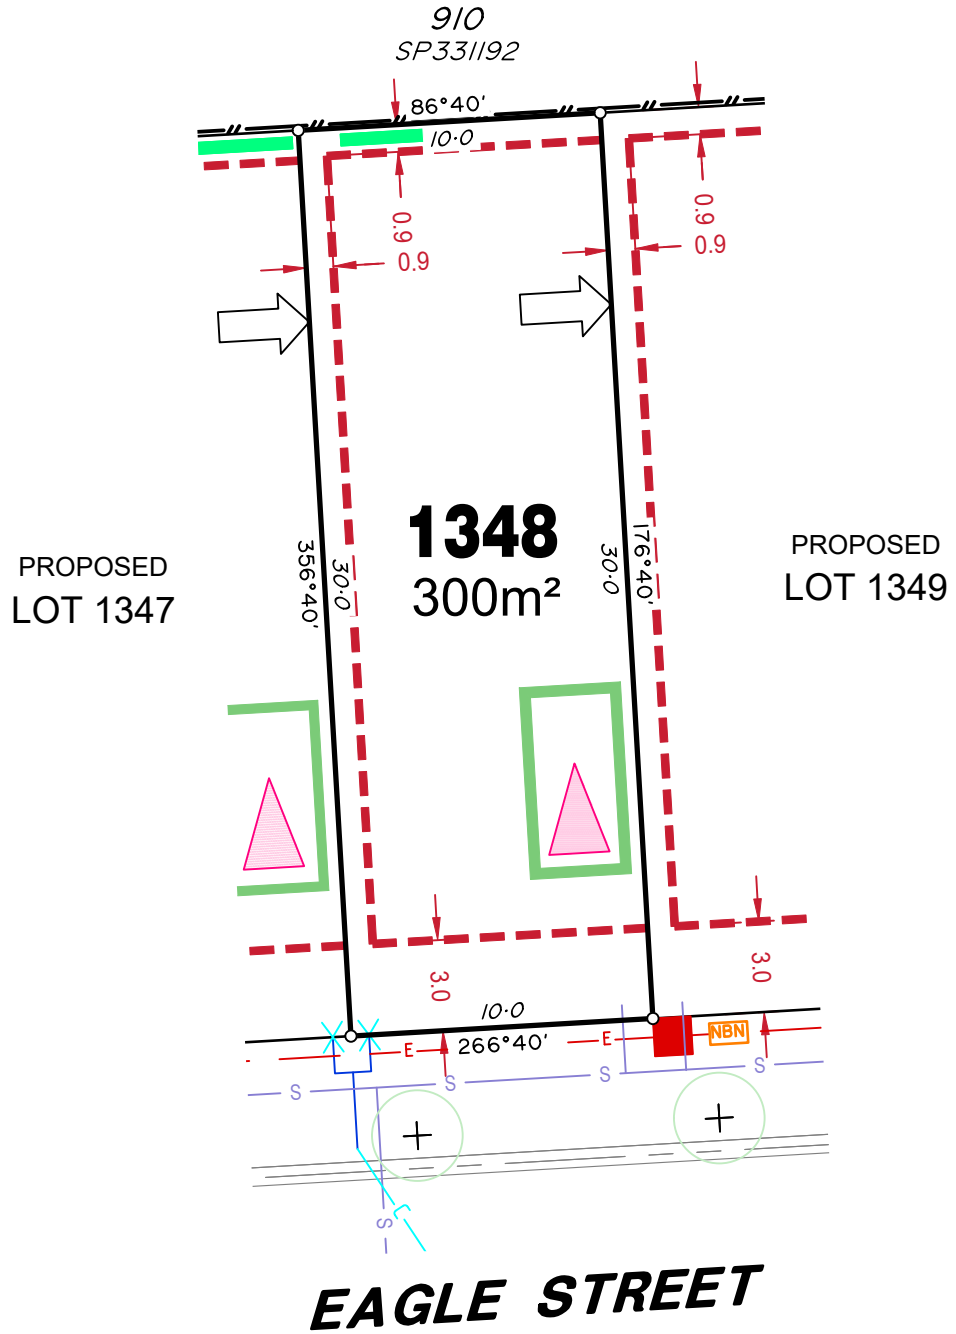 910
SP331192
86°40'
10·0
0.9
0.9
0.9
0.9
1348
300m²
PROPOSED
LOT 1347
PROPOSED
LOT 1349
356°40'
30·0
30·0
176°40'
3.0
3.0
10·0
266°40'
E
E
NBN
S
S
S
S
S
EAGLE STREET